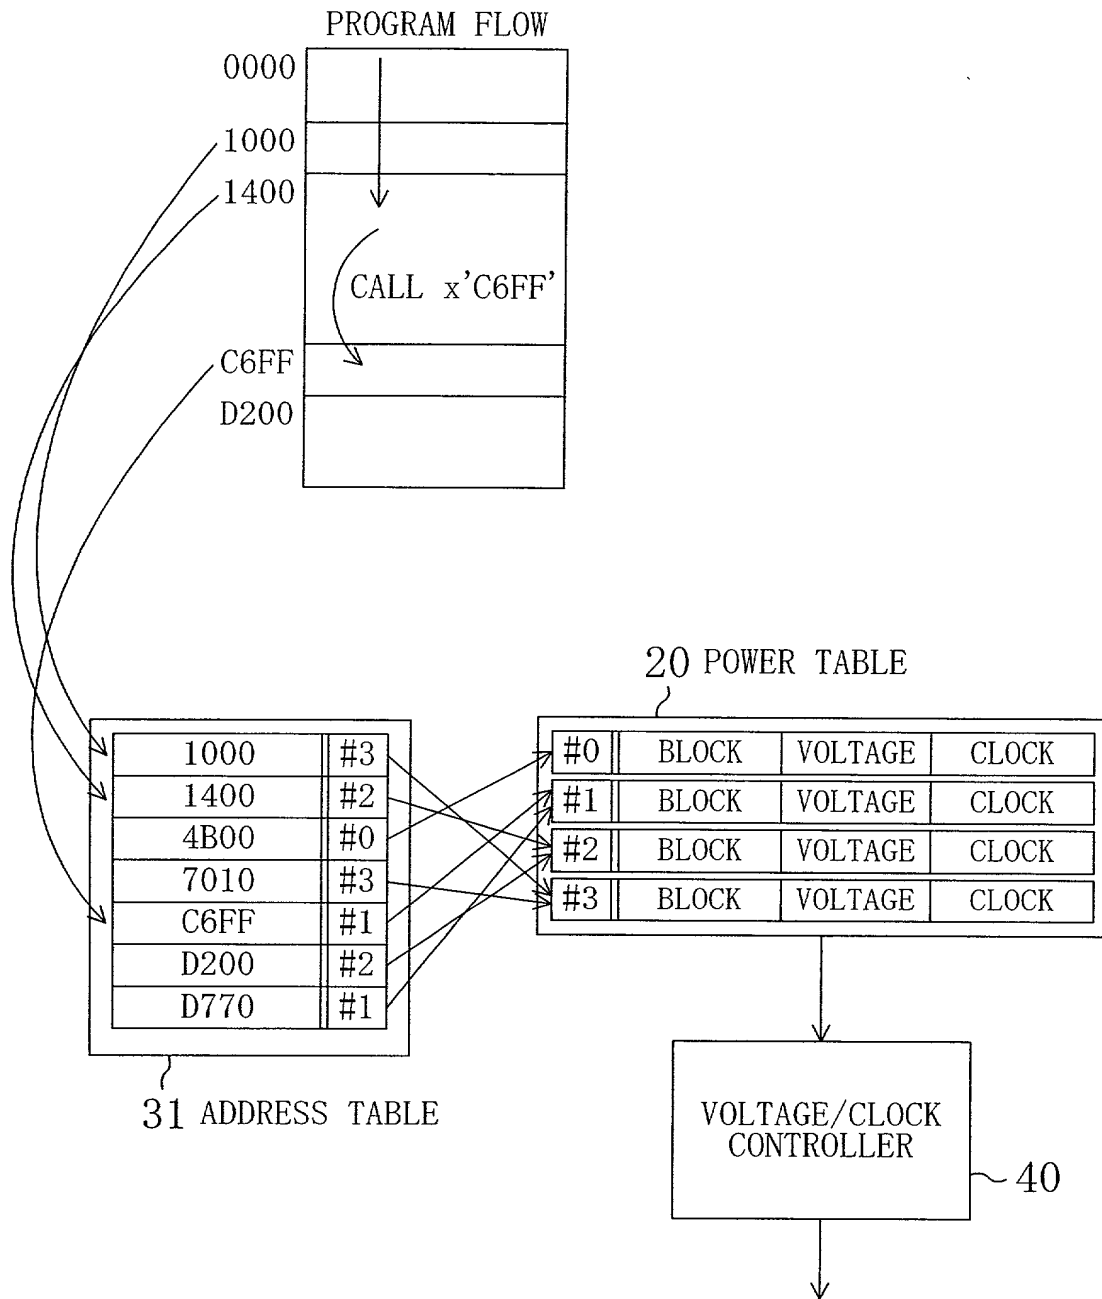 PROGRAM FLOW
0000
1000
1400
CALL x'C6FF'
C6FF
D200
20 POWER TABLE
#0 BLOCK VOLTAGE CLOCK
#1 BLOCK VOLTAGE CLOCK
#2 BLOCK VOLTAGE CLOCK
#3 BLOCK VOLTAGE CLOCK
1000 #3
1400 #2
4B00 #0
7010 #3
C6FF #1
D200 #2
D770 #1
31 ADDRESS TABLE
VOLTAGE/CLOCK
CONTROLLER
40